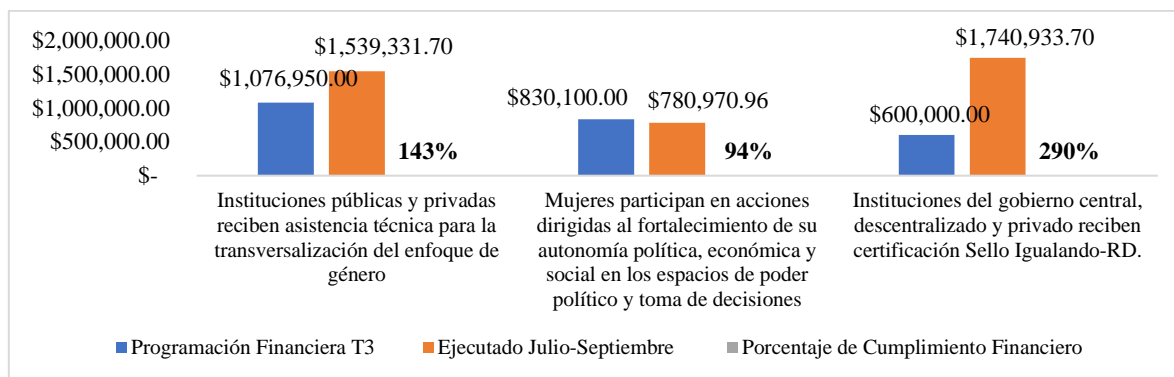 $2,000,000.00
$1,500,000.00
$1,000,000.00
$500,000.00
$-
$1,076,950.00
$1,539,331.70
143%
$830,100.00
$780,970.96
94%
$600,000.00
$1,740,933.70
290%
Instituciones públicas y privadas
reciben asistencia técnica para la
transversalización del enfoque de
género
Mujeres participan en acciones
dirigidas al fortalecimiento de su
autonomía política, económica y
social en los espacios de poder
político y toma de decisiones
Instituciones del gobierno central,
descentralizado y privado reciben
certificación Sello Igualando-RD.
Programación Financiera T3
Ejecutado Julio-Septiembre
Porcentaje de Cumplimiento Financiero